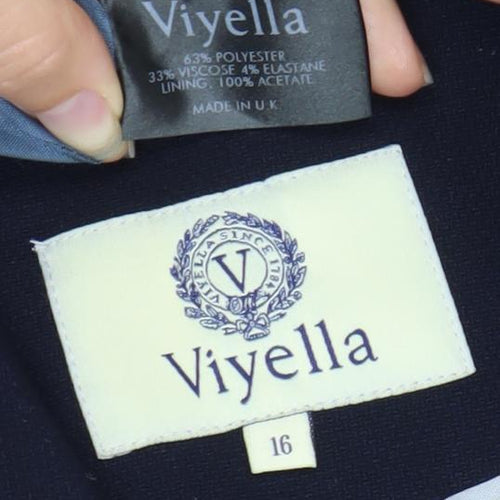 Viyella
63% POLYESTER
33% VISCOSE 4% ELASTANE
LINING. 100% ACETATE
MADE IN U K
VIYELLA SINCE 1784
V
Viyella
16